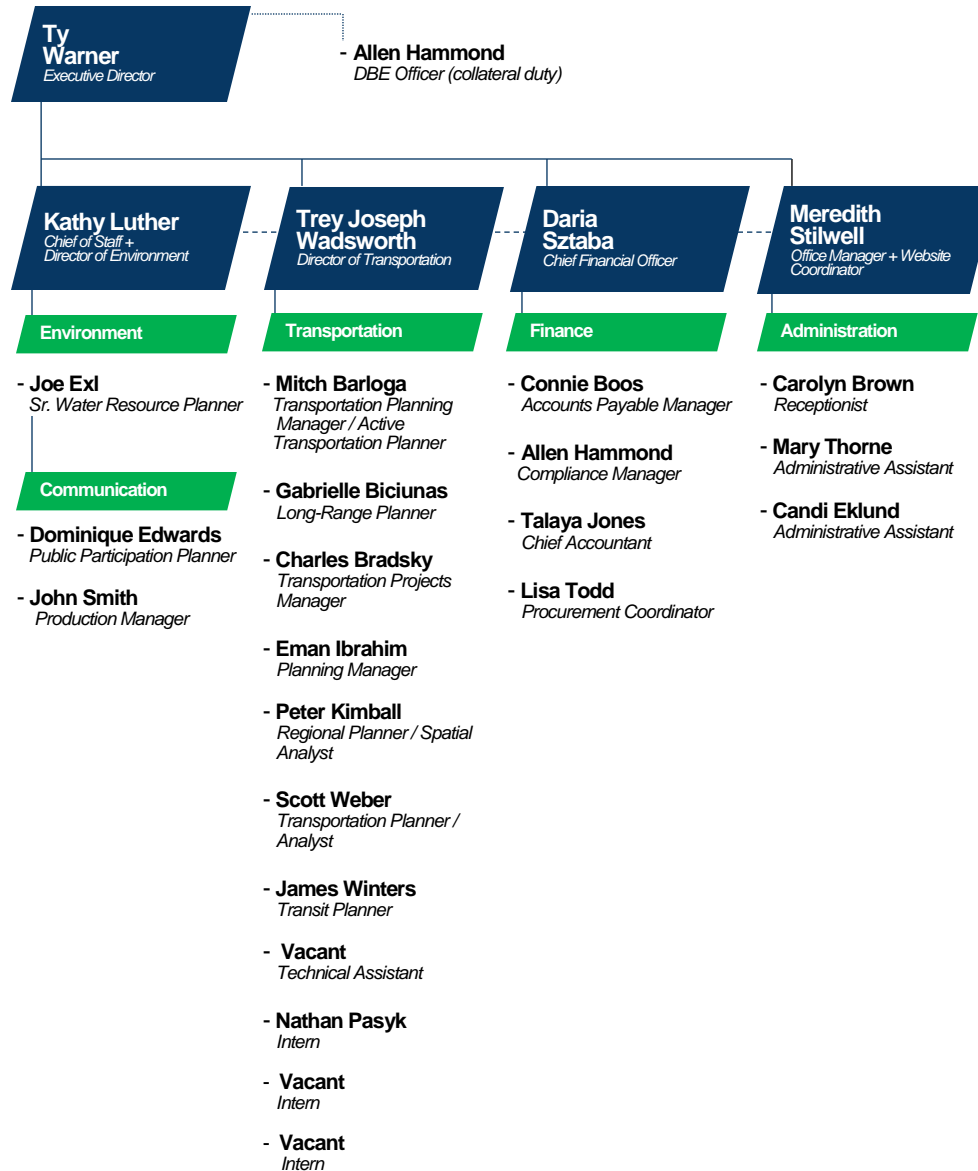 Ty
Warner
Executive Director
- Allen Hammond
DBE Officer (collateral duty)
Kathy Luther
Chief of Staff +
Director of Environment
Trey Joseph
Wadsworth
Director of Transportation
Daria
Sztaba
Chief Financial Officer
Meredith
Stilwell
Office Manager + Website
Coordinator
Environment
- Joe Exl
Sr. Water Resource Planner
Communication
- Dominique Edwards
Public Participation Planner
- John Smith
Production Manager
Transportation
- Mitch Barloga
Transportation Planning
Manager / Active
Transportation Planner
- Gabrielle Biciunas
Long-Range Planner
- Charles Bradsky
Transportation Projects
Manager
- Eman Ibrahim
Planning Manager
- Peter Kimball
Regional Planner / Spatial
Analyst
- Scott Weber
Transportation Planner /
Analyst
- James Winters
Transit Planner
- Vacant
Technical Assistant
- Nathan Pasyk
Intern
- Vacant
Intern
- Vacant
Intern
Finance
- Connie Boos
Accounts Payable Manager
- Allen Hammond
Compliance Manager
- Talaya Jones
Chief Accountant
- Lisa Todd
Procurement Coordinator
Administration
- Carolyn Brown
Receptionist
- Mary Thorne
Administrative Assistant
- Candi Eklund
Administrative Assistant